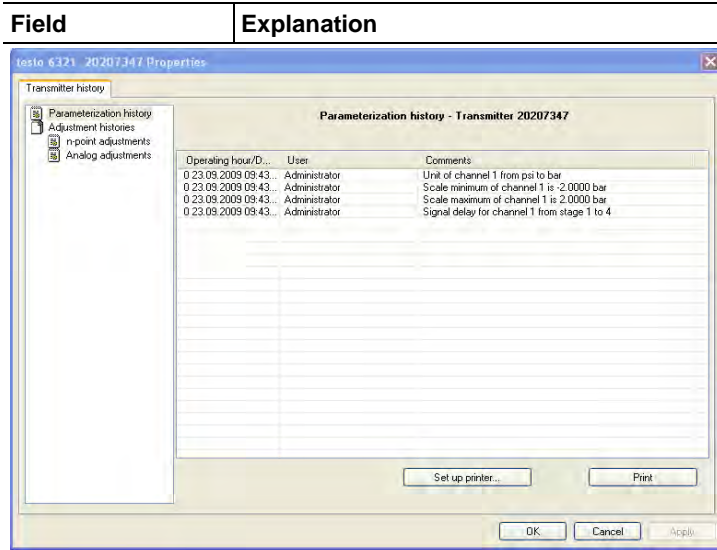 Field Explanation
testo 6321 20207347 Properties
Transmitter history
Parameterization history
Adjustment histories
n-point adjustments
Analog adjustments
Parameterization history - Transmitter 20207347
Operating hour/D... User Comments
0 23.09.2009 09:43... Administrator Unit of channel 1 from psi to bar
0 23.09.2009 09:43... Administrator Scale minimum of channel 1 is -2.0000 bar
0 23.09.2009 09:43... Administrator Scale maximum of channel 1 is 2.0000 bar
0 23.09.2009 09:43... Administrator Signal delay for channel 1 from stage 1 to 4
Set up printer... Print
OK Cancel Apply